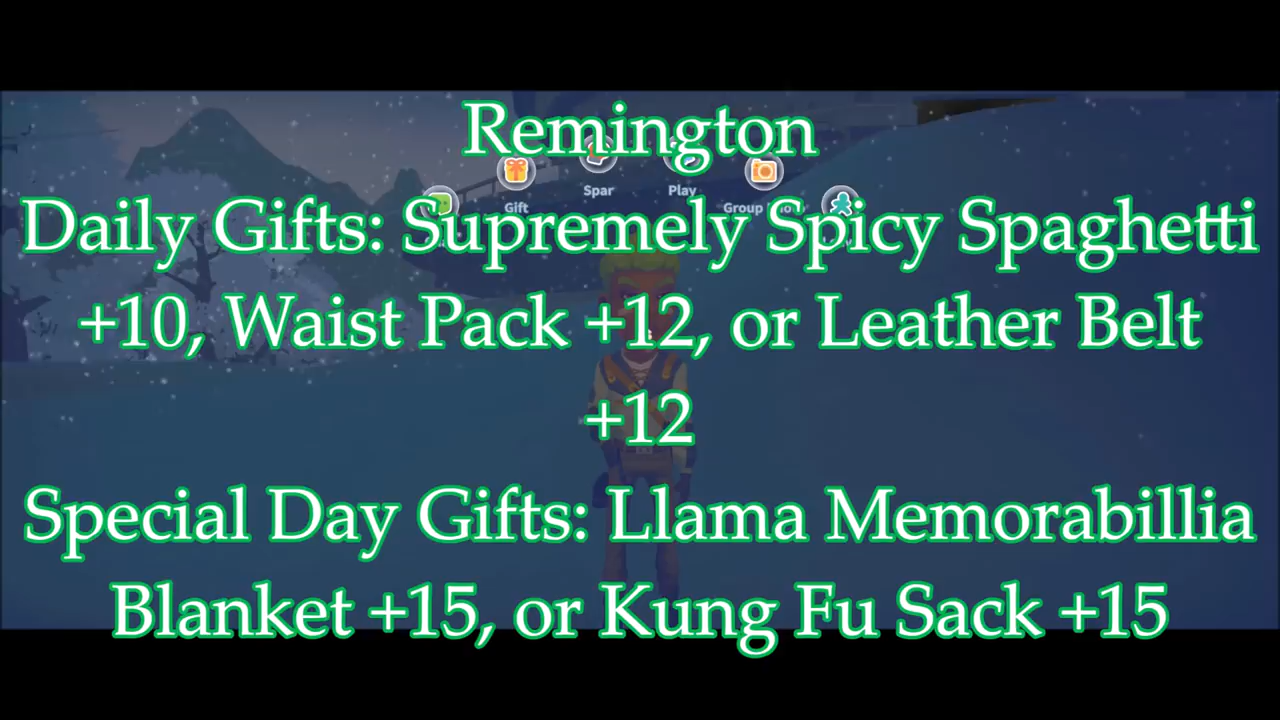 Remington
Spar
Play
Gift
Group
Daily Gifts: Supremely Spicy Spaghetti
+10, Waist Pack +12, or Leather Belt
+12
Special Day Gifts: Llama Memorabillia
Blanket +15, or Kung Fu Sack +15